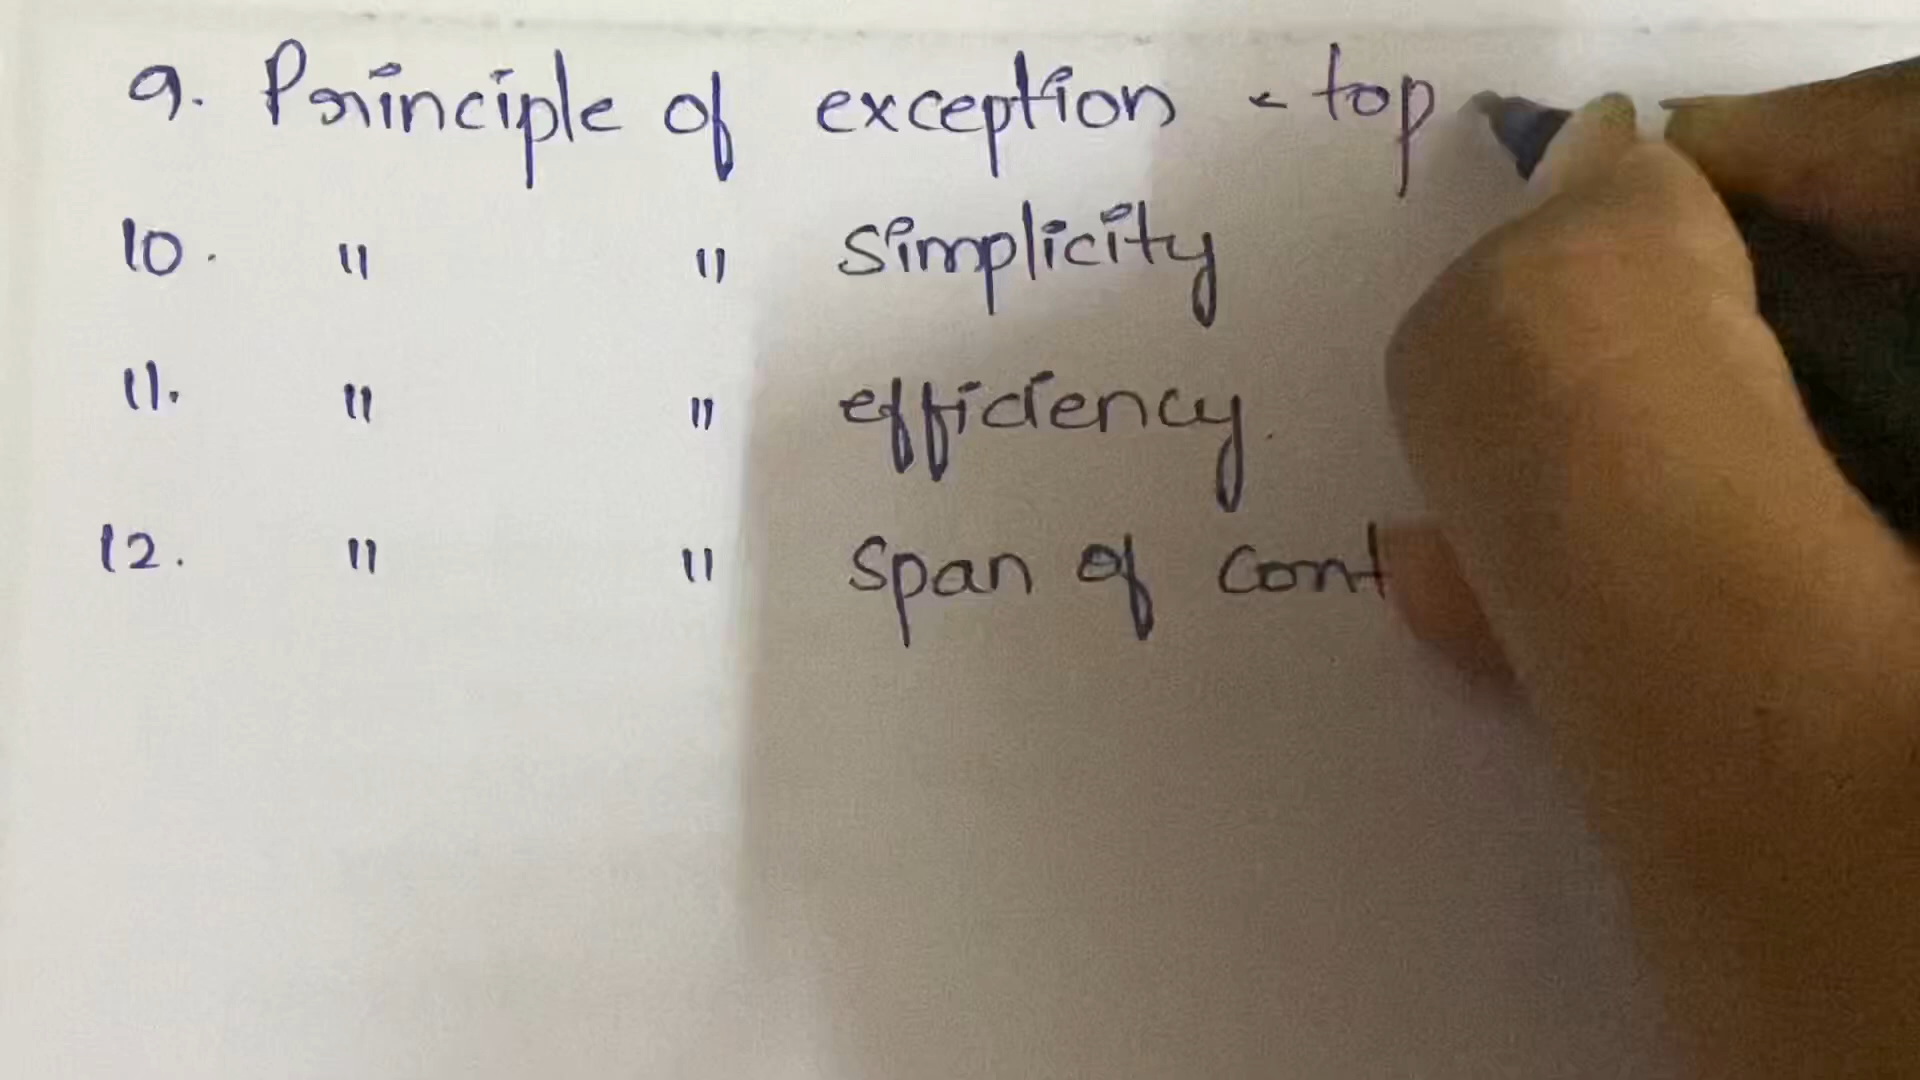 9. Principle of exception - top
10. " " Simplicity
11. " " efficiency.
12. " " Span of cont